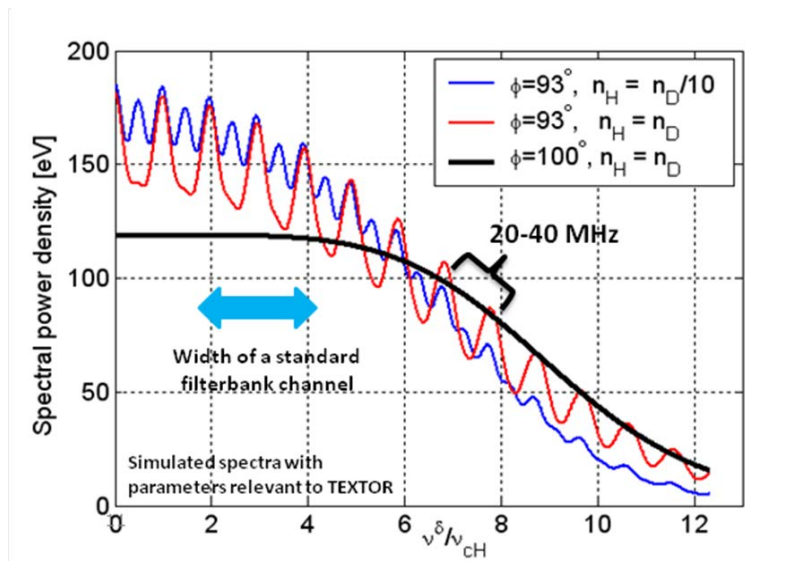 200
150
100
50
0
Spectral power density [eV]
ϕ=93°, n_H = n_D/10
ϕ=93°, n_H = n_D
ϕ=100°, n_H = n_D
20-40 MHz
Width of a standard
filterbank channel
Simulated spectra with
parameters relevant to TEXTOR
0 2 4 6 8 10 12
ν^δ/ν_cH